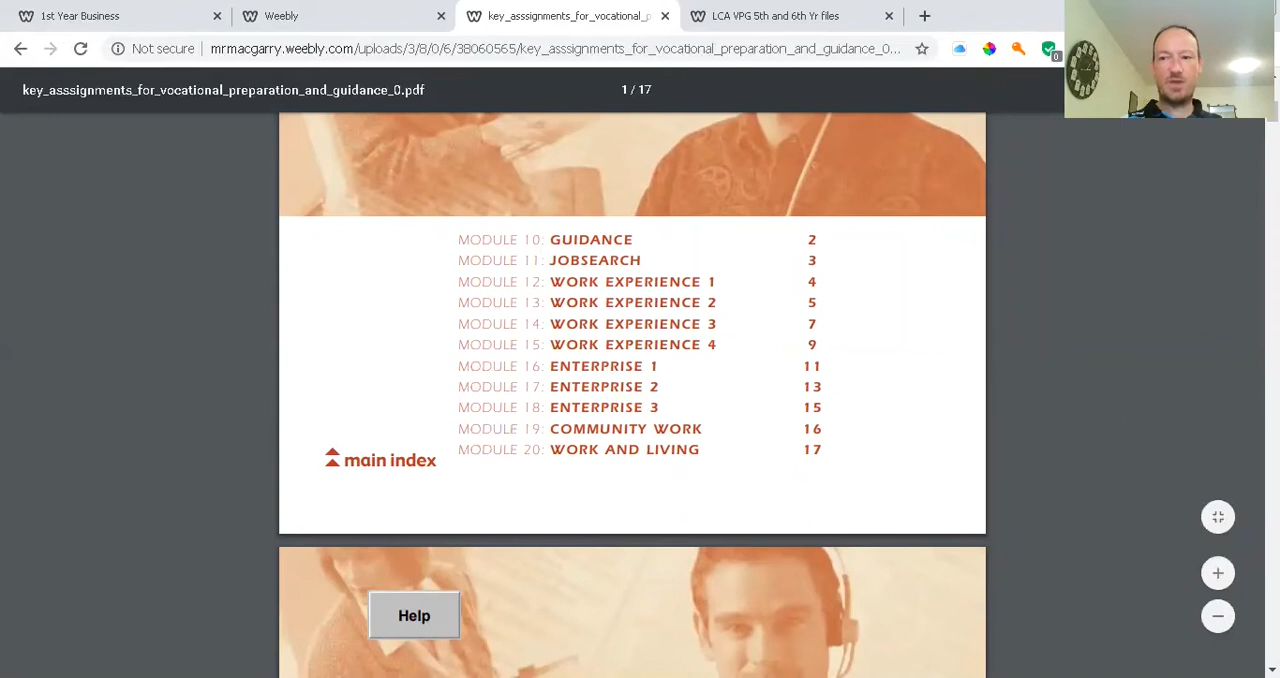 1st Year Business
Weebly
key_asssignments_for_vocational_p
LCA VPG 5th and 6th Yr files
Not secure
mrmacgarry.weebly.com/uploads/3/8/0/6/38060565/key_asssignments_for_vocational_preparation_and_guidance_0...
0
key_asssignments_for_vocational_preparation_and_guidance_0.pdf
1 / 17
MODULE 10: GUIDANCE 2
MODULE 11: JOBSEARCH 3
MODULE 12: WORK EXPERIENCE 1 4
MODULE 13: WORK EXPERIENCE 2 5
MODULE 14: WORK EXPERIENCE 3 7
MODULE 15: WORK EXPERIENCE 4 9
MODULE 16: ENTERPRISE 1 11
MODULE 17: ENTERPRISE 2 13
MODULE 18: ENTERPRISE 3 15
MODULE 19: COMMUNITY WORK 16
MODULE 20: WORK AND LIVING 17
main index
Help